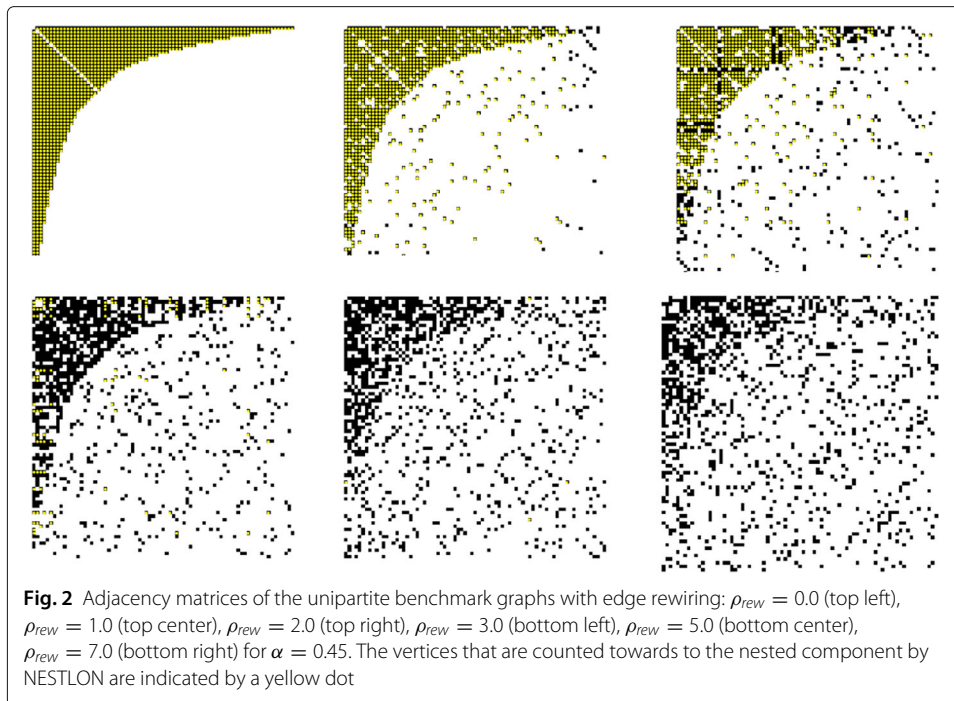 Fig. 2 Adjacency matrices of the unipartite benchmark graphs with edge rewiring: ρrew = 0.0 (top left),
ρrew = 1.0 (top center), ρrew = 2.0 (top right), ρrew = 3.0 (bottom left), ρrew = 5.0 (bottom center),
ρrew = 7.0 (bottom right) for α = 0.45. The vertices that are counted towards to the nested component by
NESTLON are indicated by a yellow dot